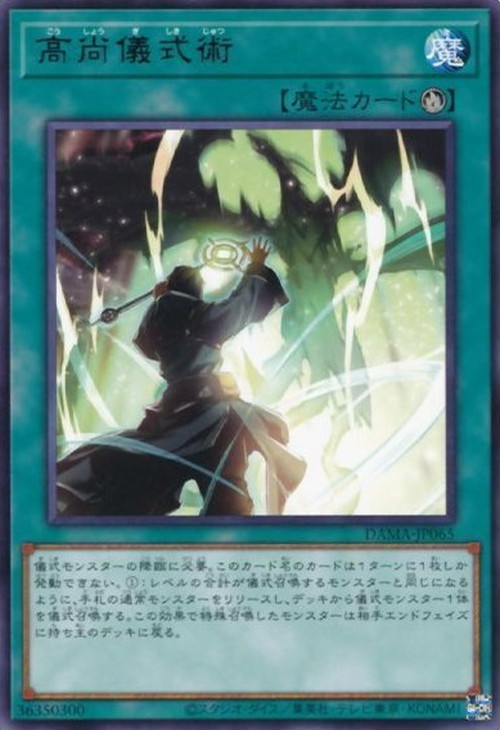 高尚儀式術
魔
【魔法カード】
DAMA-JP065
儀式モンスターの降臨に必要。このカード名のカードは1ターンに1枚しか
発動できない。①：レベルの合計が儀式召喚するモンスターと同じになる
ように、手札の通常モンスターをリリースし、デッキから儀式モンスター1体
を儀式召喚する。この効果で特殊召喚したモンスターは相手エンドフェイズ
に持ち主のデッキに戻る。
36350300
©スタジオ・ダイス／集英社・テレビ東京・KONAMI